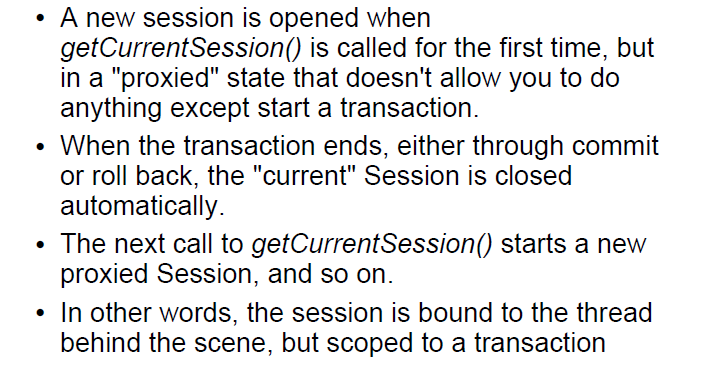 • A new session is opened when
getCurrentSession() is called for the first time, but
in a "proxied" state that doesn't allow you to do
anything except start a transaction.
• When the transaction ends, either through commit
or roll back, the "current" Session is closed
automatically.
• The next call to getCurrentSession() starts a new
proxied Session, and so on.
• In other words, the session is bound to the thread
behind the scene, but scoped to a transaction